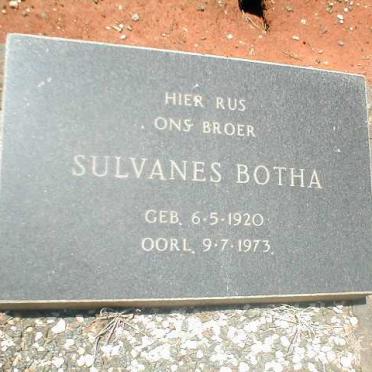 HIER RUS
ONS BROER
SULVANES BOTHA
GEB. 6-5-1920
OORL. 9-7-1973